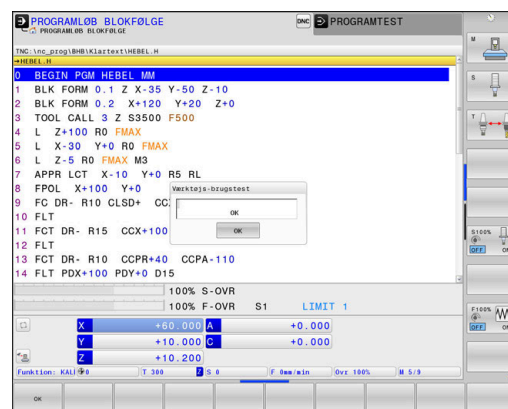 PROGRAMLØB BLOKFØLGE
PROGRAMLØB BLOKFØLGE
DNC
PROGRAMTEST
TNC:\nc_prog\BHB\Klartext\HEBEL.H
→HEBEL.H
0 BEGIN PGM HEBEL MM
1 BLK FORM 0.1 Z X-35 Y-50 Z-10
2 BLK FORM 0.2 X+120 Y+20 Z+0
3 TOOL CALL 3 Z S3500 F500
4 L Z+100 R0 FMAX
5 L X-30 Y+0 R0 FMAX
6 L Z-5 R0 FMAX M3
7 APPR LCT X-10 Y+0 R5 RL
8 FPOL X+100 Y+0
9 FC DR- R10 CLSD+ CC
10 FLT
11 FCT DR- R15 CCX+100
12 FLT
13 FCT DR- R10 CCPR+40 CCPA-110
14 FLT PDX+100 PDY+0 D15
Værktøjs-brugstest
OK
OK
100% S-OVR
100% F-OVR S1 LIMIT 1
X +60.000 A +0.000
Y +10.000 C +0.000
Z +10.200
Funktion: KALI 0 T 300 Z S 0 F 0mm/min Ovr 100% M 5/9
OK
M
S
T
S100%
OFF
F100%
OFF